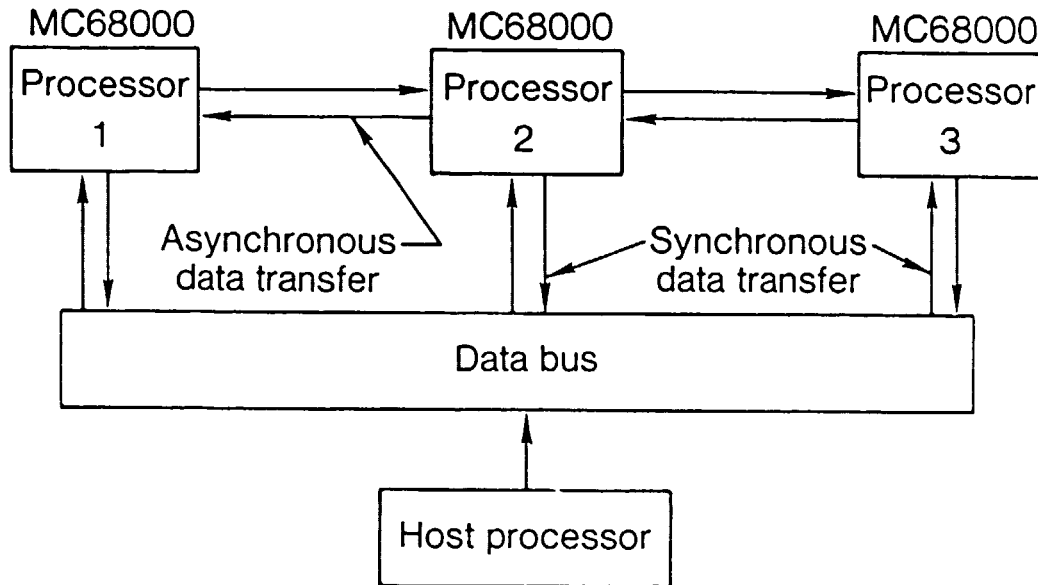 MC68000
MC68000
MC68000
Processor
1
Processor
2
Processor
3
Asynchronous
data transfer
Synchronous
data transfer
Data bus
Host processor